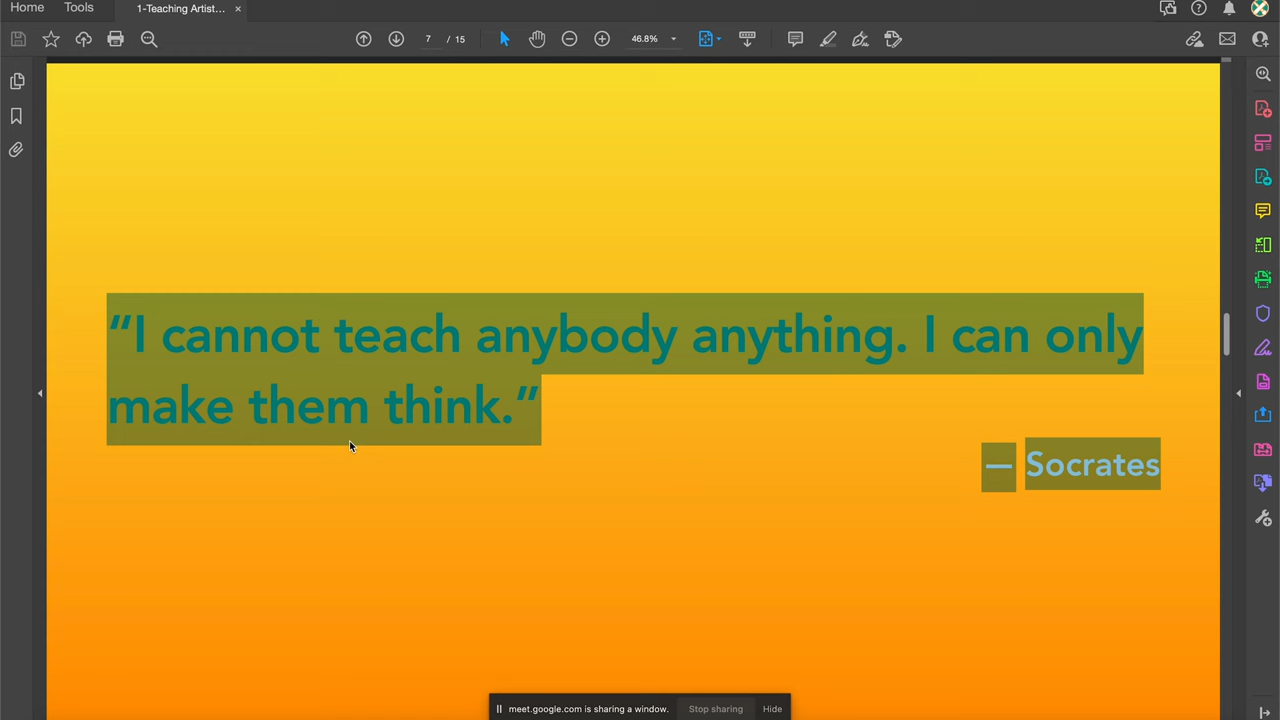 Home Tools 1-Teaching Artist... ×
7 / 15 46.8%
“I cannot teach anybody anything. I can only
make them think.”
— Socrates
meet.google.com is sharing a window. Stop sharing Hide